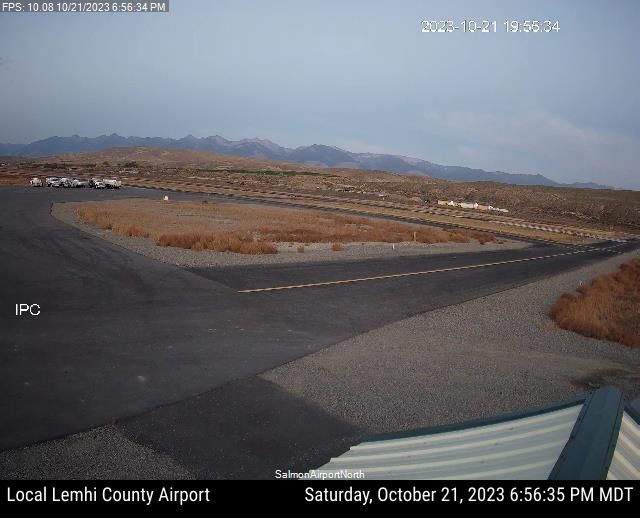 FPS: 10.08 10/21/2023 6:56:34 PM
2023-10-21 19:55:34
IPC
SalmonAirportNorth
Local Lemhi County Airport Saturday, October 21, 2023 6:56:35 PM MDT